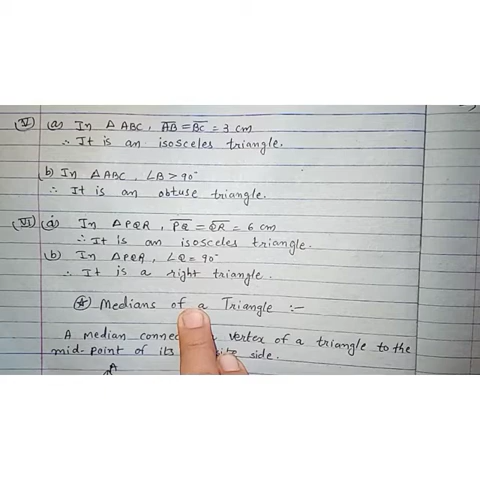 (V) (a) In △ ABC, AB = BC = 3 cm
∴ It is an isosceles triangle.
(b) In △ ABC, ∠B > 90°
∴ It is an obtuse triangle.
(VI) (a) In △PQR, PQ = QR = 6 cm
∴ It is an isosceles triangle.
(b) In △PQR, ∠Q = 90°
∴ It is a right triangle.
Medians of a Triangle :-
A median vertex of a triangle to the
mid-point of its side.
A